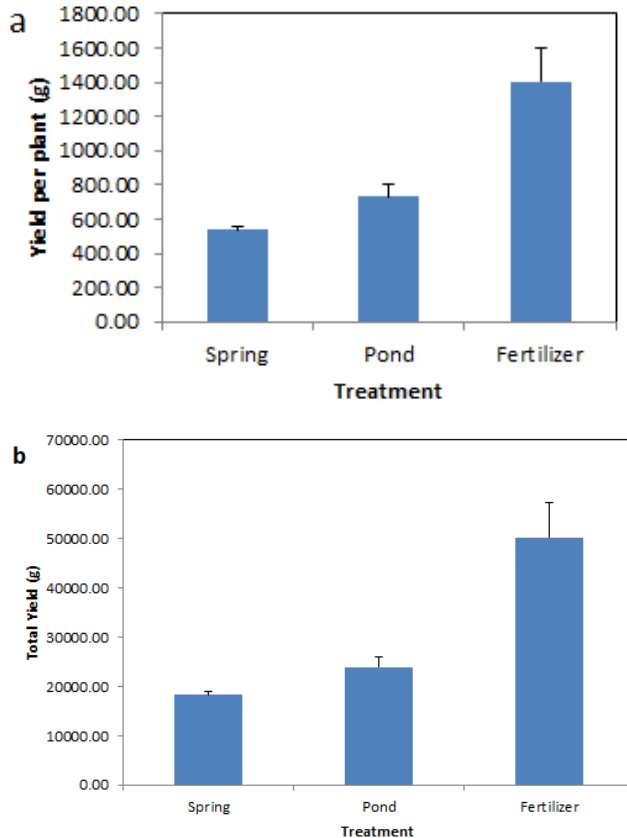 a
Yield per plant (g)
1800.00
1600.00
1400.00
1200.00
1000.00
800.00
600.00
400.00
200.00
0.00
Spring Pond Fertilizer
Treatment
b
Total Yield (g)
70000.00
60000.00
50000.00
40000.00
30000.00
20000.00
10000.00
0.00
Spring Pond Fertilizer
Treatment